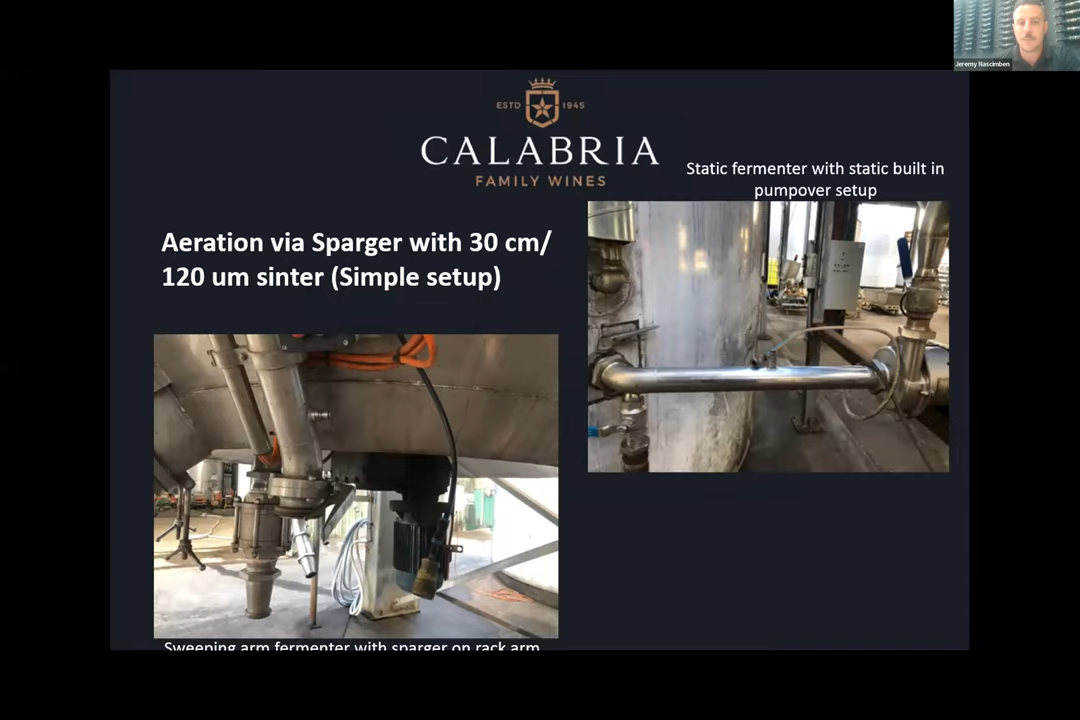 Jeremy Nascimben
ESTD 1945
CALABRIA
FAMILY WINES
Static fermenter with static built in
pumpover setup
Aeration via Sparger with 30 cm/
120 um sinter (Simple setup)
Sweeping arm fermenter with sparger on rack arm